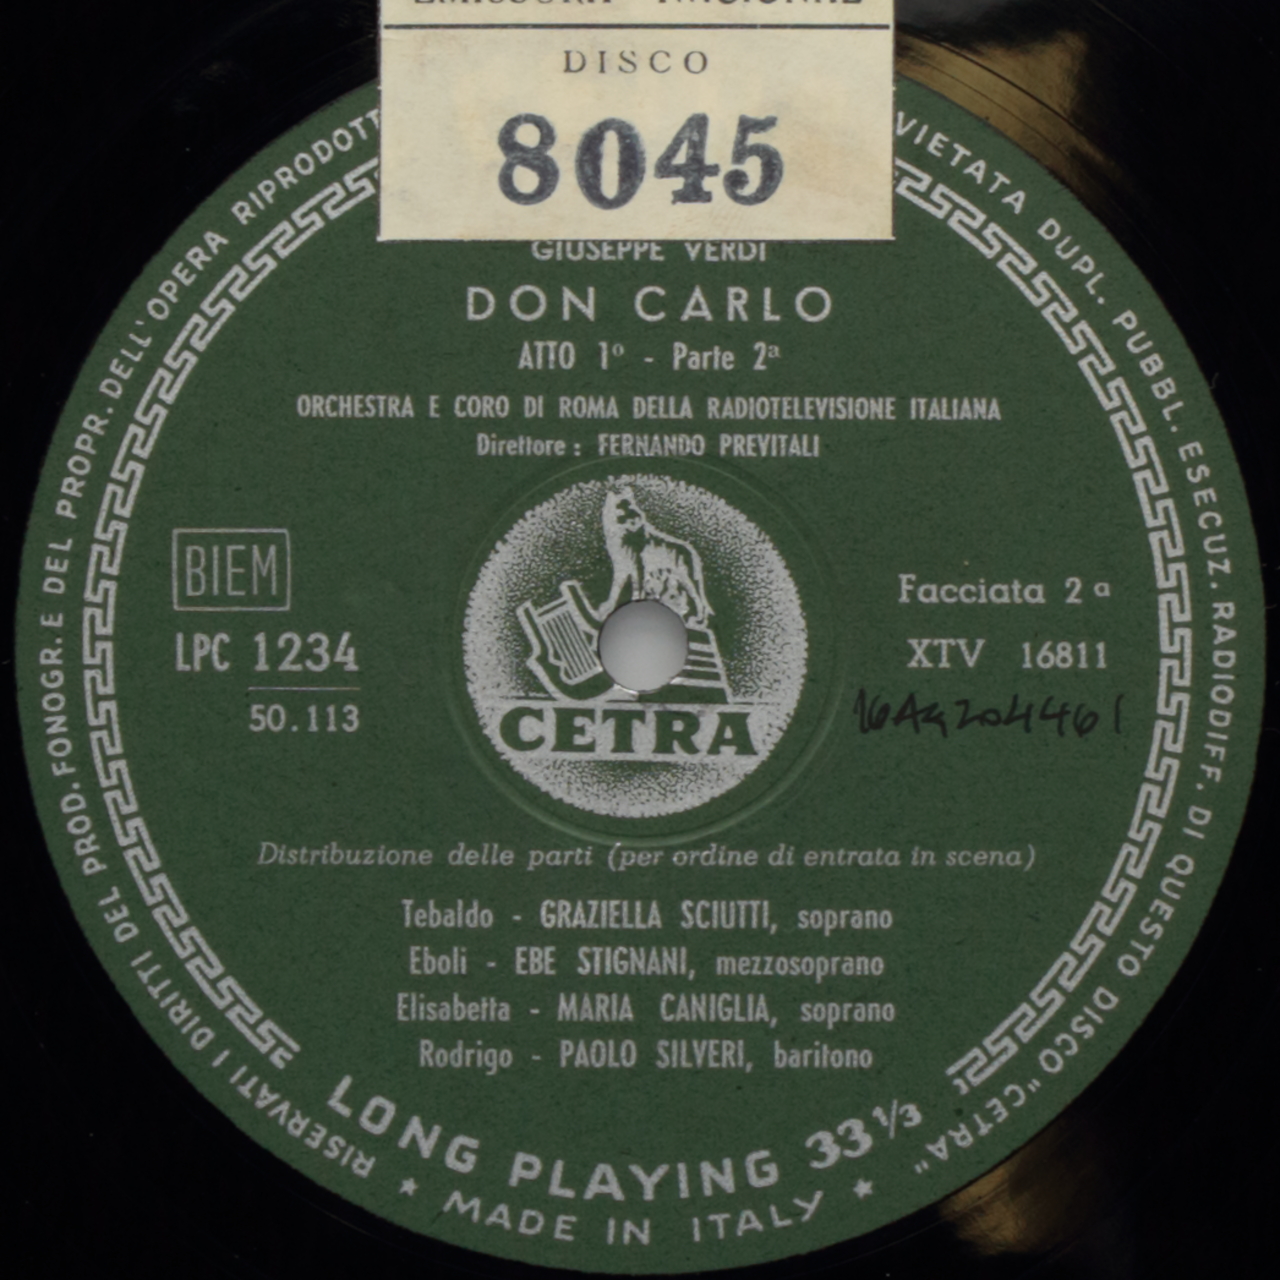 DISCO
8045
GIUSEPPE VERDI
DON CARLO
ATTO 1º - Parte 2ª
ORCHESTRA E CORO DI ROMA DELLA RADIOTELEVISIONE ITALIANA
Direttore : FERNANDO PREVITALI
BIEM
LPC 1234
50.113
Facciata 2ª
XTV 16811
CETRA
Distribuzione delle parti (per ordine di entrata in scena)
Tebaldo - GRAZIELLA SCIUTTI, soprano
Eboli - EBE STIGNANI, mezzosoprano
Elisabetta - MARIA CANIGLIA, soprano
Rodrigo - PAOLO SILVERI, baritono
LONG PLAYING 33 1/3
★ MADE IN ITALY ★
RISERVATI I DIRITTI DEL PROD. FONOGR. E DEL PROPR. DELL'OPERA RIPRODOTT
VIETATA DUPL. PUBBL. ESECUZ. RADIODIFF. DI QUESTO DISCO "CETRA"